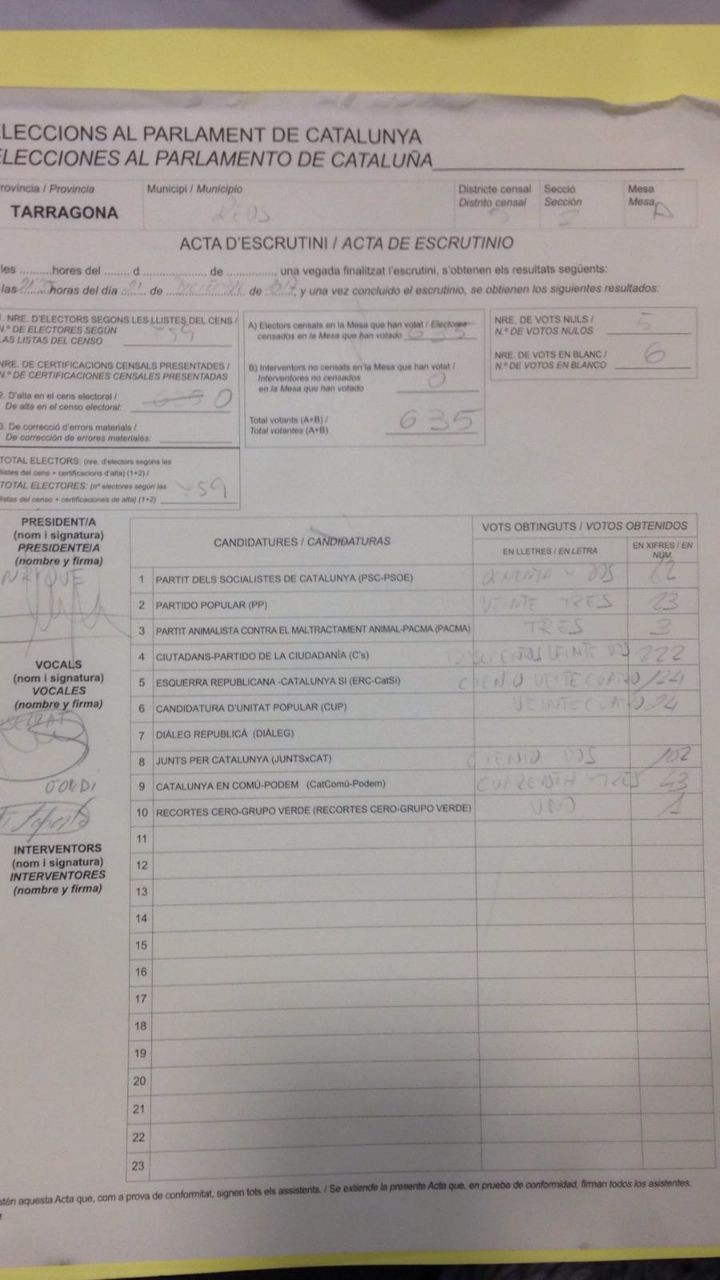 LECCIONS AL PARLAMENT DE CATALUNYA
LECCIONES AL PARLAMENTO DE CATALUÑA
rovíncia / Provincia
TARRAGONA
Municipi / Municipio
REUS
Districte censal
Distrito censal
Secció
Sección
2
Mesa
Mesa
A
ACTA D'ESCRUTINI / ACTA DE ESCRUTINIO
les ..........hores del ........ d ..................... de ..............., una vegada finalitzat l'escrutini, s'obtenen els resultats següents:
las horas del día 21 de DICIEMBRE de y una vez concluido el escrutinio, se obtienen los siguientes resultados:
. NRE. D'ELECTORS SEGONS LES LLISTES DEL CENS /
N.º DE ELECTORES SEGÚN
LAS LISTAS DEL CENSO
759
NRE. DE CERTIFICACIONS CENSALS PRESENTADES /
N.º DE CERTIFICACIONES CENSALES PRESENTADAS
2. D'alta en el cens electoral /
De alta en el censo electoral: 0
3. De correcció d'errors materials /
De corrección de errores materiales:
TOTAL ELECTORS: (nre. d'electors segons les
llistes del cens + certificacions d'alta) (1+2) /
TOTAL ELECTORES: (nº electores según las
listas del censo + certificaciones de alta) (1+2) 759
A) Electors censats en la Mesa que han votat / Electores
censados en la Mesa que han votado 635
B) Interventors no censats en la Mesa que han votat /
Interventores no censados
en la Mesa que han votado 0
Total votants (A+B) /
Total votantes (A+B) 635
NRE. DE VOTS NULS /
N.º DE VOTOS NULOS 5
NRE. DE VOTS EN BLANC /
N.º DE VOTOS EN BLANCO 6
PRESIDENT/A
(nom i signatura)
PRESIDENTE/A
(nombre y firma)
VOCALS
(nom i signatura)
VOCALES
(nombre y firma)
JORDI
INTERVENTORS
(nom i signatura)
INTERVENTORES
(nombre y firma)
CANDIDATURES / CANDIDATURAS
VOTS OBTINGUTS / VOTOS OBTENIDOS
EN LLETRES / EN LETRA
EN XIFRES / EN NÚM.
1 PARTIT DELS SOCIALISTES DE CATALUNYA (PSC-PSOE) OCHENTA - DOS 82
2 PARTIDO POPULAR (PP) VEINTE TRES 23
3 PARTIT ANIMALISTA CONTRA EL MALTRACTAMENT ANIMAL-PACMA (PACMA) TRES 3
4 CIUTADANS-PARTIDO DE LA CIUDADANÍA (C's) DOSCIENTOS VEINTE DOS 222
5 ESQUERRA REPUBLICANA -CATALUNYA SÍ (ERC-CatSí) CIENTO VEITE CUATRO 124
6 CANDIDATURA D'UNITAT POPULAR (CUP) VEINTECUATRO 24
7 DIÀLEG REPUBLICÀ (DIÀLEG)
8 JUNTS PER CATALUNYA (JUNTSxCAT) CIENTO DOS 102
9 CATALUNYA EN COMÚ-PODEM (CatComú-Podem) CUARENTA TRES 43
10 RECORTES CERO-GRUPO VERDE (RECORTES CERO-GRUPO VERDE) UNO 1
11
12
13
14
15
16
17
18
19
20
21
22
23
stén aquesta Acta que, com a prova de conformitat, signen tots els assistents. / Se extiende la presente Acta que, en prueba de conformidad, firman todos los asistentes.